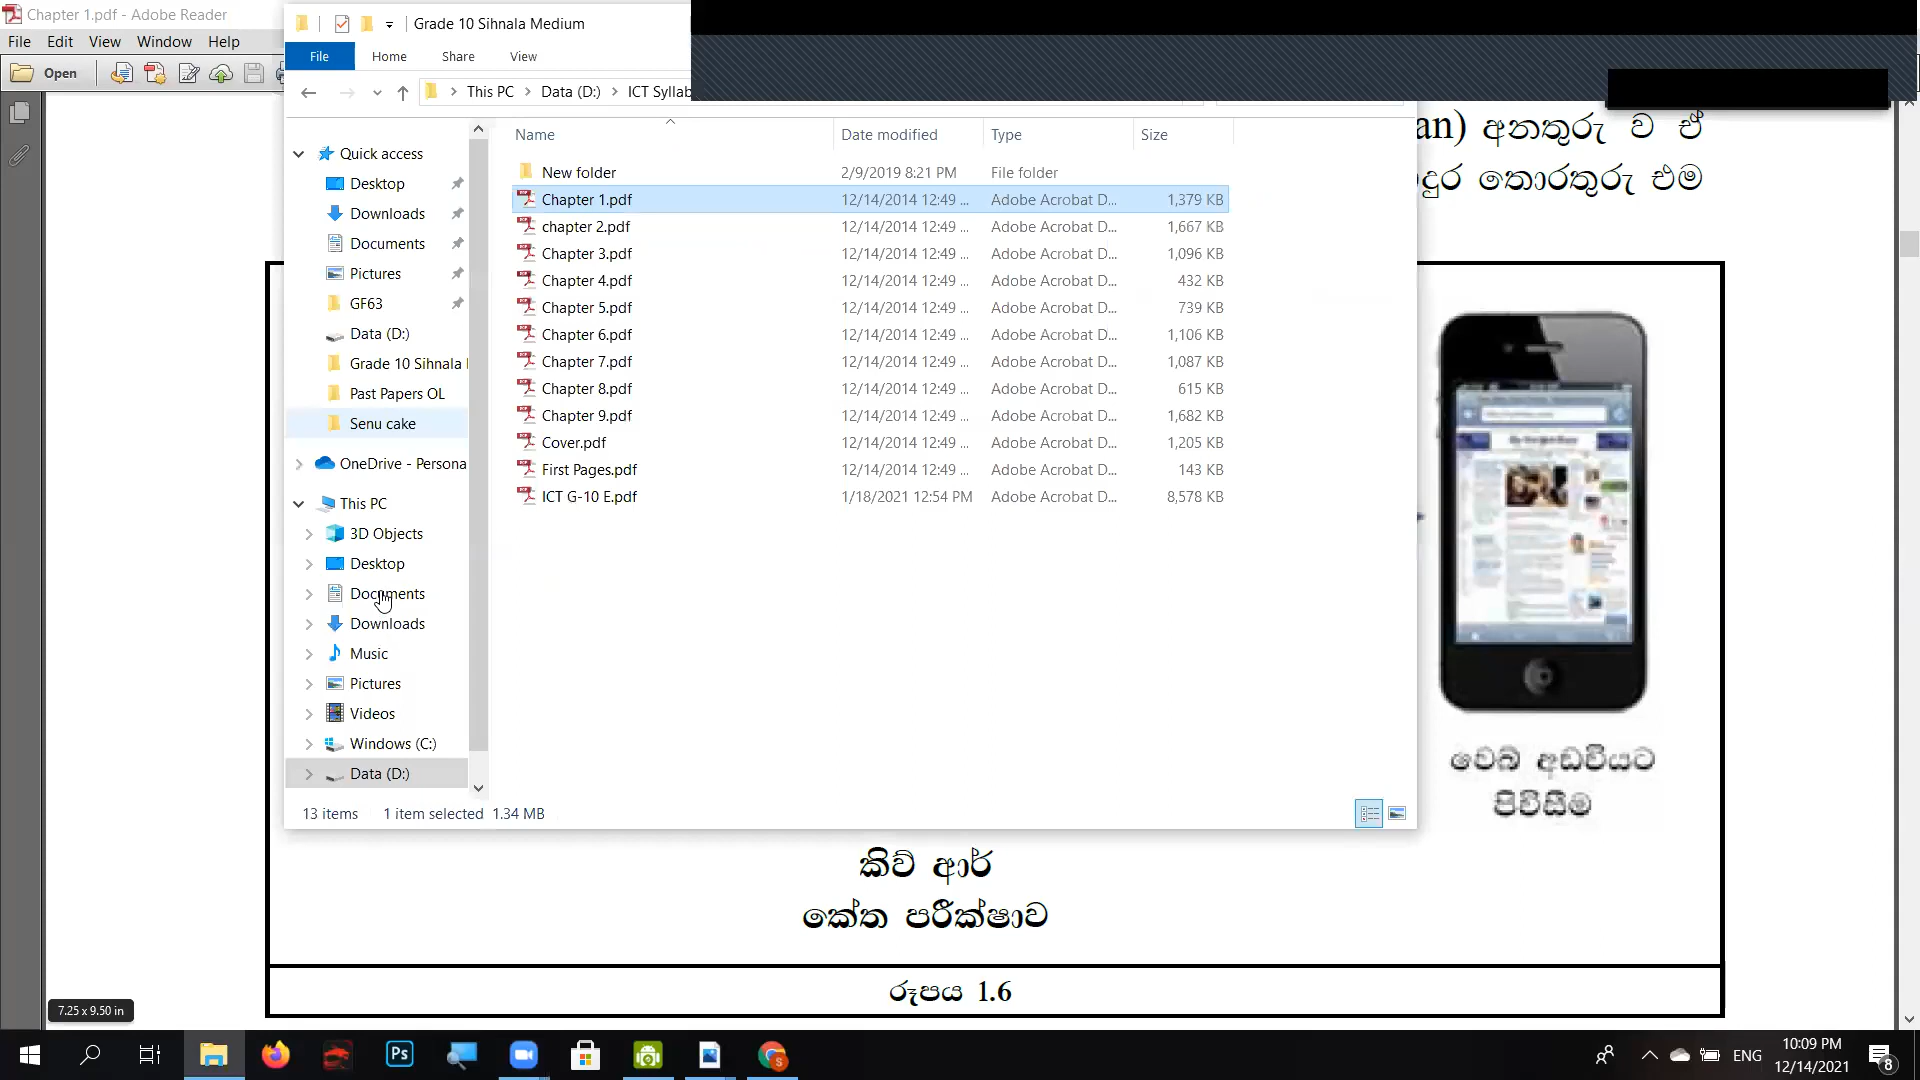 Chapter 1.pdf - Adobe Reader
File Edit View Window Help
Open
Grade 10 Sihnala Medium
File Home Share View
This PC > Data (D:) > ICT Syllab
Name Date modified Type Size
Quick access
Desktop
Downloads
Documents
Pictures
GF63
Data (D:)
Grade 10 Sihnala
Past Papers OL
Senu cake
OneDrive - Persona
This PC
3D Objects
Desktop
Documents
Downloads
Music
Pictures
Videos
Windows (C:)
Data (D:)
New folder 2/9/2019 8:21 PM File folder
Chapter 1.pdf 12/14/2014 12:49 ... Adobe Acrobat D... 1,379 KB
chapter 2.pdf 12/14/2014 12:49 ... Adobe Acrobat D... 1,667 KB
Chapter 3.pdf 12/14/2014 12:49 ... Adobe Acrobat D... 1,096 KB
Chapter 4.pdf 12/14/2014 12:49 ... Adobe Acrobat D... 432 KB
Chapter 5.pdf 12/14/2014 12:49 ... Adobe Acrobat D... 739 KB
Chapter 6.pdf 12/14/2014 12:49 ... Adobe Acrobat D... 1,106 KB
Chapter 7.pdf 12/14/2014 12:49 ... Adobe Acrobat D... 1,087 KB
Chapter 8.pdf 12/14/2014 12:49 ... Adobe Acrobat D... 615 KB
Chapter 9.pdf 12/14/2014 12:49 ... Adobe Acrobat D... 1,682 KB
Cover.pdf 12/14/2014 12:49 ... Adobe Acrobat D... 1,205 KB
First Pages.pdf 12/14/2014 12:49 ... Adobe Acrobat D... 143 KB
ICT G-10 E.pdf 1/18/2021 12:54 PM Adobe Acrobat D... 8,578 KB
13 items 1 item selected 1.34 MB
an) අනතුරු ව ඒ
තොරතුරු එම
වෙබ් අඩවියට
පිවිසීම
කිව් ආර්
කේත පරීක්ෂාව
රූපය 1.6
7.25 x 9.50 in
Ps
ENG
10:09 PM
12/14/2021
8